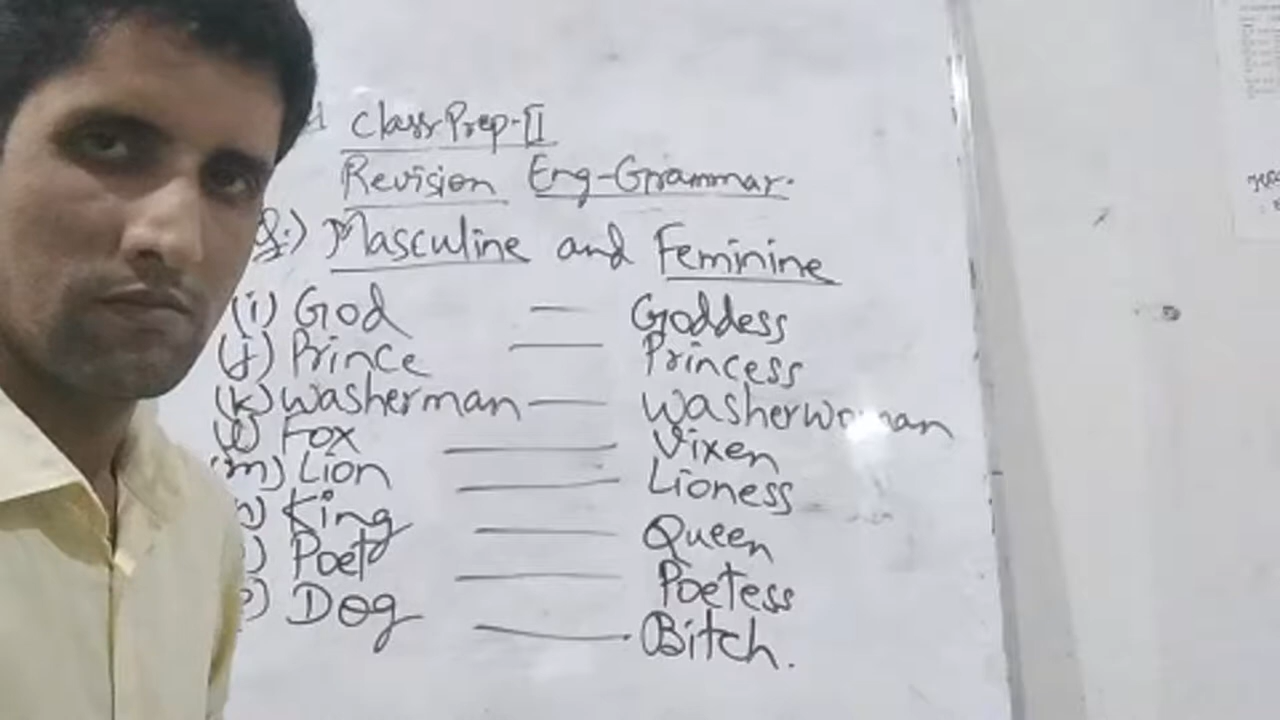 Class Prep-II
Revision Eng-Grammar.
Q:) Masculine and Feminine
(i) God — Goddess
(j) Prince — Princess
(k) Washerman — Washerwoman
(l) Fox — Vixen
(m) Lion — Lioness
n) King — Queen
) Poet — Poetess
p) Dog — Bitch.